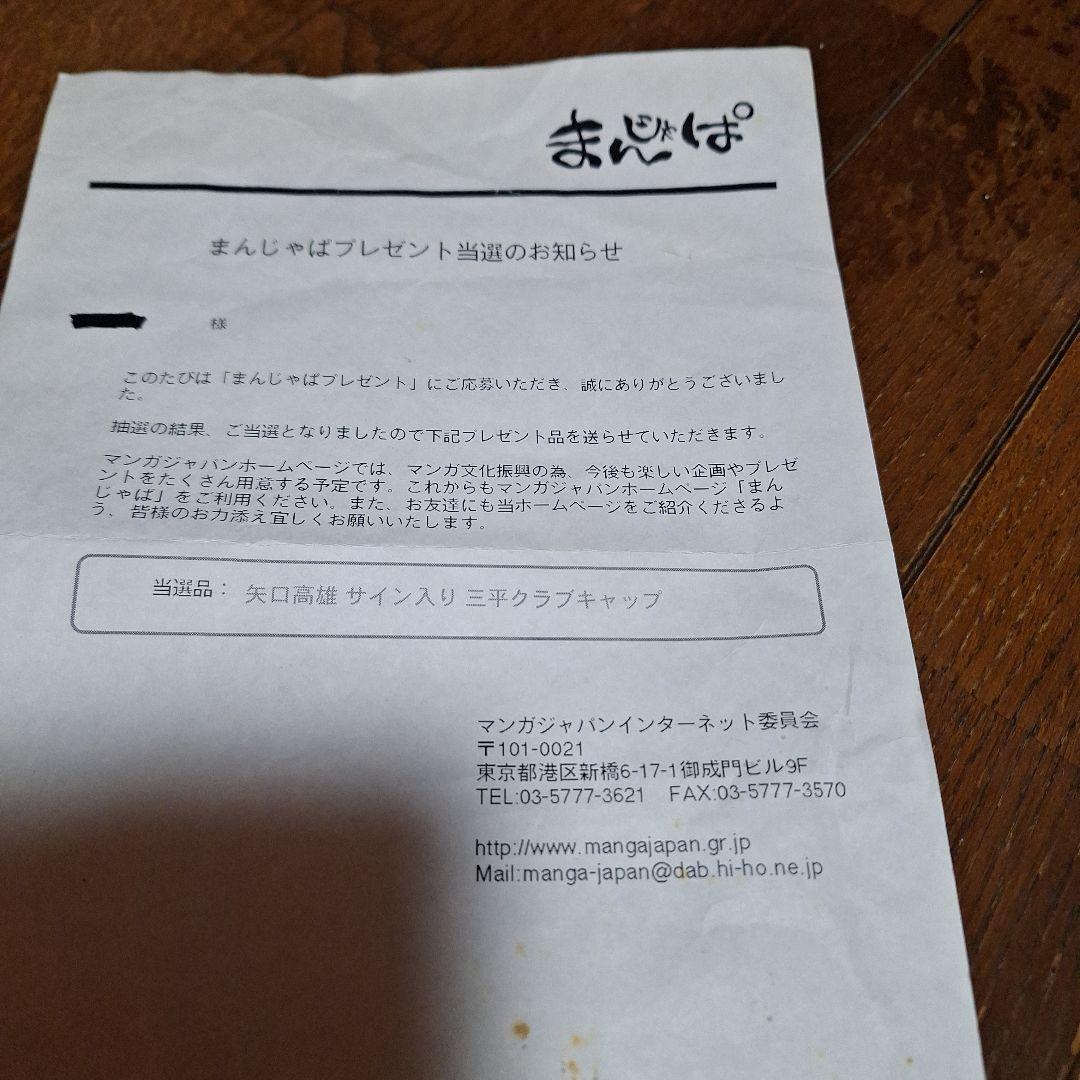 まんじゃぱ
まんじゃぱプレゼント当選のお知らせ
様
このたびは「まんじゃぱプレゼント」にご応募いただき、誠にありがとうございまし
た。
抽選の結果、ご当選となりましたので下記プレゼント品を送らせていただきます。
マンガジャパンホームページでは、マンガ文化振興の為、今後も楽しい企画やプレゼ
ントをたくさん用意する予定です。これからもマンガジャパンホームページ「まん
じゃぱ」をご利用ください。また、お友達にも当ホームページをご紹介くださるよ
う、皆様のお力添え宜しくお願いいたします。
当選品： 矢口高雄 サイン入り 三平クラブキャップ
マンガジャパンインターネット委員会
〒101-0021
東京都港区新橋6-17-1御成門ビル9F
TEL:03-5777-3621 FAX:03-5777-3570
http://www.mangajapan.gr.jp
Mail:manga-japan@dab.hi-ho.ne.jp